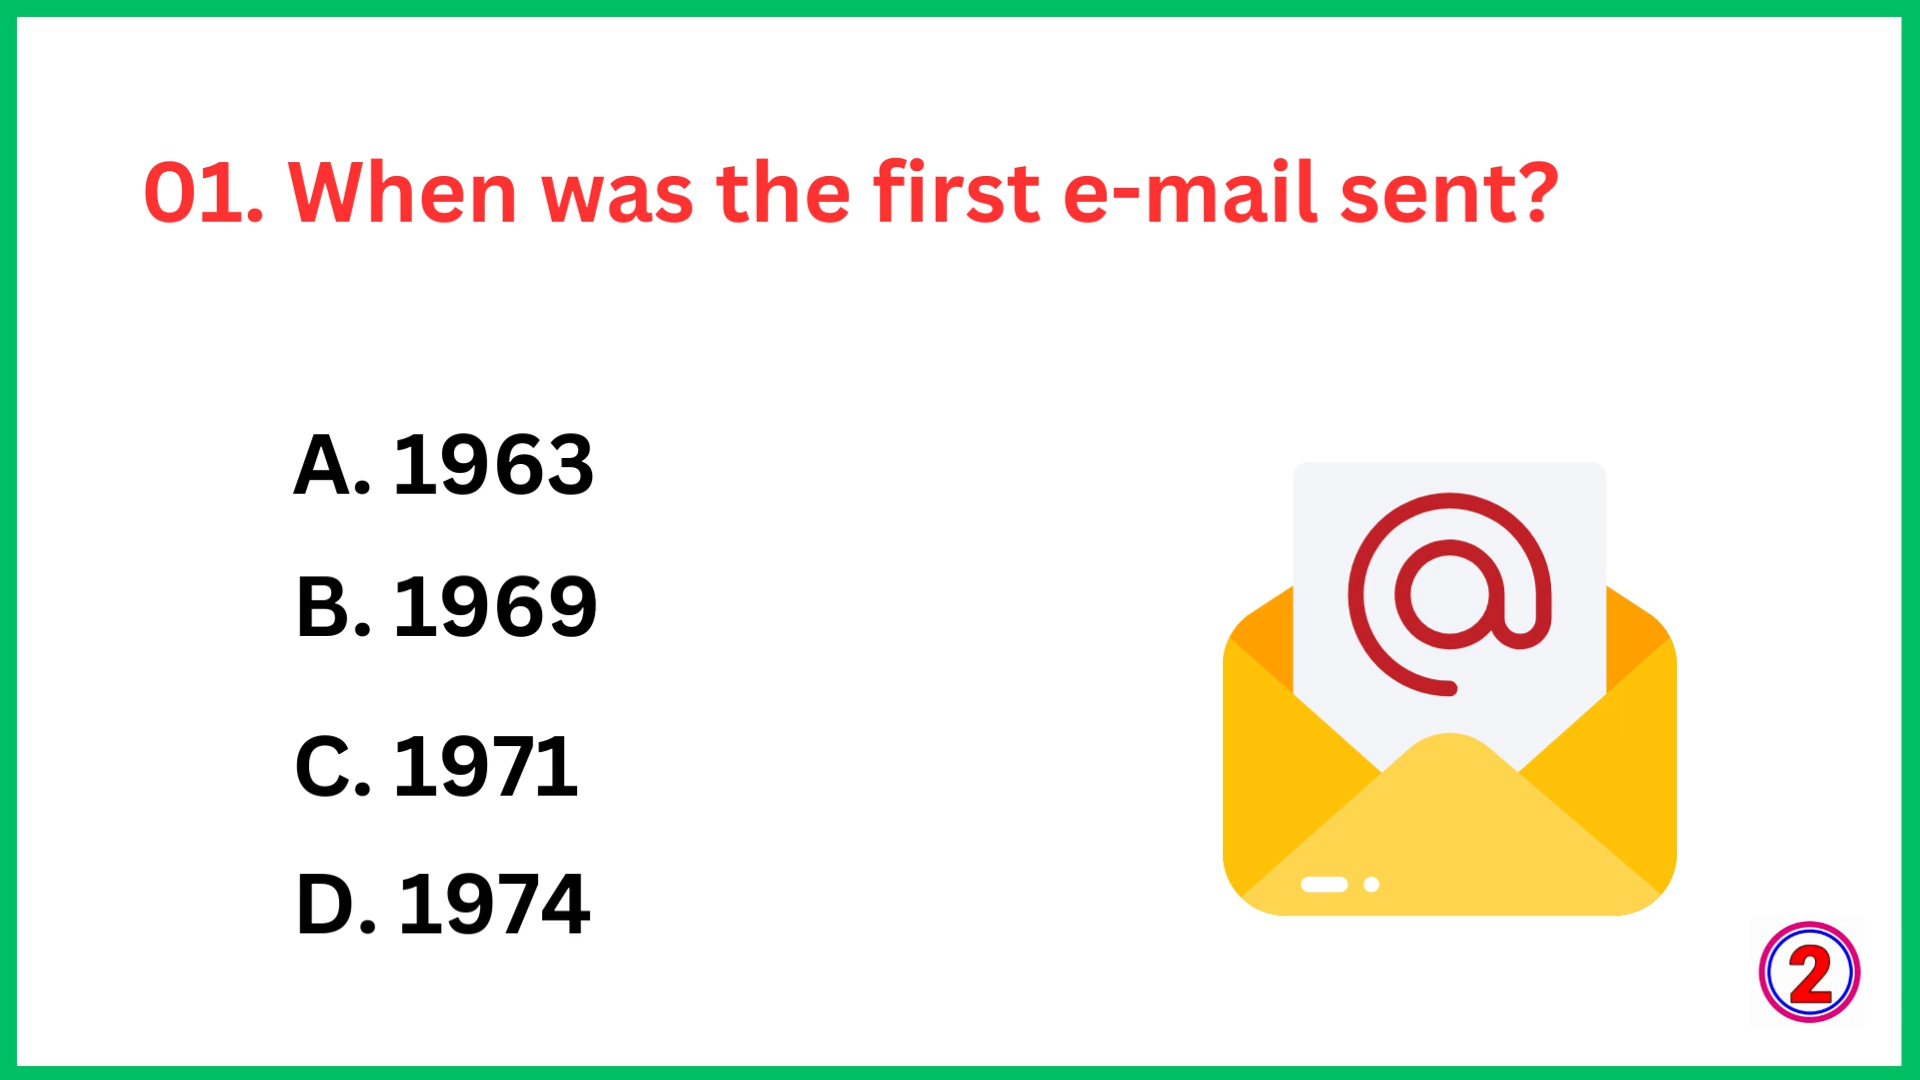 01. When was the first e-mail sent?
A. 1963
B. 1969
C. 1971
D. 1974
2